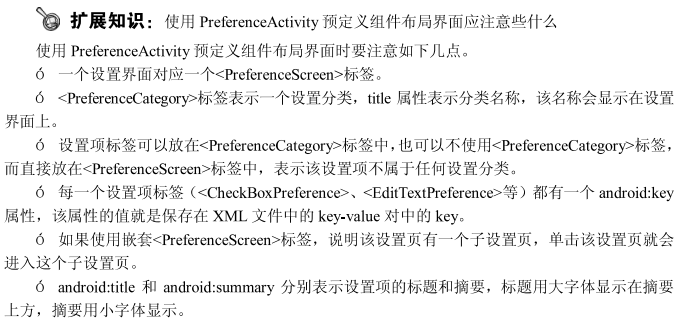 扩展知识：使用 PreferenceActivity 预定义组件布局界面应注意些什么
使用 PreferenceActivity 预定义组件布局界面时要注意如下几点。
Ó 一个设置界面对应一个<PreferenceScreen>标签。
Ó <PreferenceCategory>标签表示一个设置分类，title 属性表示分类名称，该名称会显示在设置
界面上。
Ó 设置项标签可以放在<PreferenceCategory>标签中，也可以不使用<PreferenceCategory>标签，
而直接放在<PreferenceScreen>标签中，表示该设置项不属于任何设置分类。
Ó 每一个设置项标签（<CheckBoxPreference>、<EditTextPreference>等）都有一个 android:key
属性，该属性的值就是保存在 XML 文件中的 key-value 对中的 key。
Ó 如果使用嵌套<PreferenceScreen>标签，说明该设置页有一个子设置页，单击该设置页就会
进入这个子设置页。
Ó android:title 和 android:summary 分别表示设置项的标题和摘要，标题用大字体显示在摘要
上方，摘要用小字体显示。